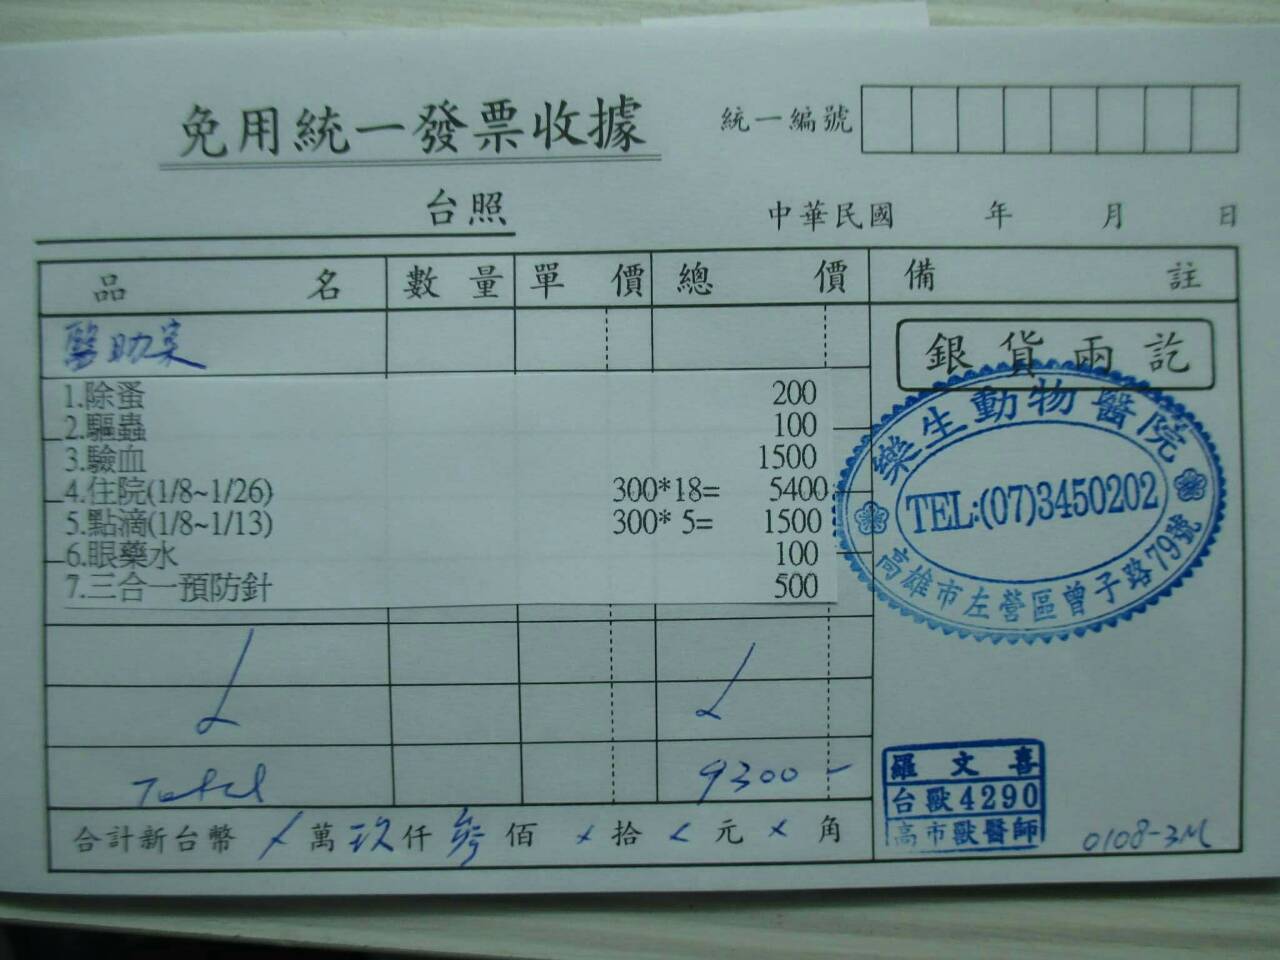 免用統一發票收據
統一編號
台照
中華民國 年 月 日
品名 數量 單價 總價 備註
醫助案
銀貨兩訖
1.除蚤 200
2.驅蟲 100
3.驗血 1500
4.住院(1/8~1/26) 300*18= 5400
5.點滴(1/8~1/13) 300* 5= 1500
6.眼藥水 100
7.三合一預防針 500
樂生動物醫院
TEL:(07)3450202
高雄市左營區曾子路79號
Total 9300-
合計新台幣 萬玖仟參佰 拾 元 角
羅文喜
台獸4290
高市獸醫師
0108-3M